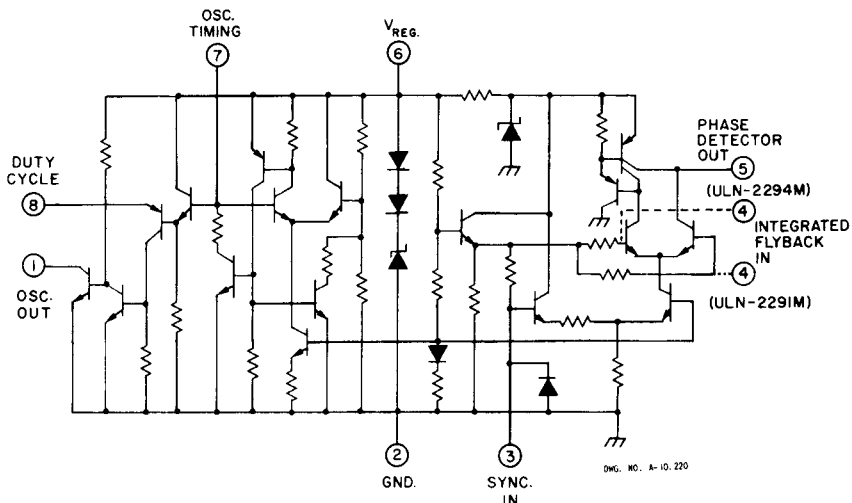 OSC.
TIMING
7
V REG.
6
PHASE
DETECTOR
OUT
5
(ULN-2294M)
4
INTEGRATED
FLYBACK
IN
4
(ULN-2291M)
DUTY
CYCLE
8
1
OSC.
OUT
2
GND.
3
SYNC.
IN
DWG. NO. A-10,220